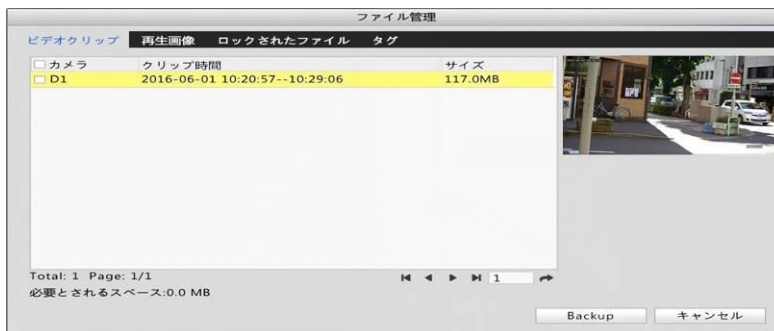 ファイル管理
ビデオクリップ 再生画像 ロックされたファイル タグ
カメラ クリップ時間 サイズ
D1 2016-06-01 10:20:57--10:29:06 117.0MB
Total: 1 Page: 1/1
1
必要とされるスペース:0.0 MB
Backup キャンセル